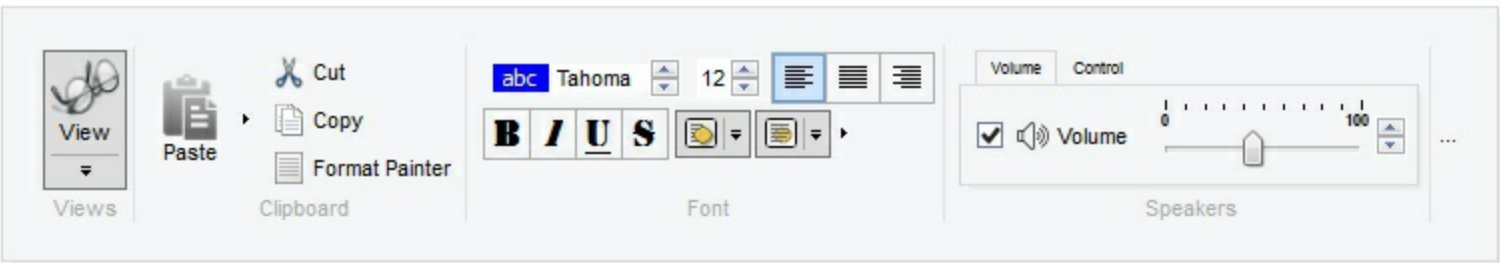 View
Views
Paste
Cut
Copy
Format Painter
Clipboard
abc Tahoma 12
B I U S
Font
Volume Control
0 100
Volume
Speakers
...